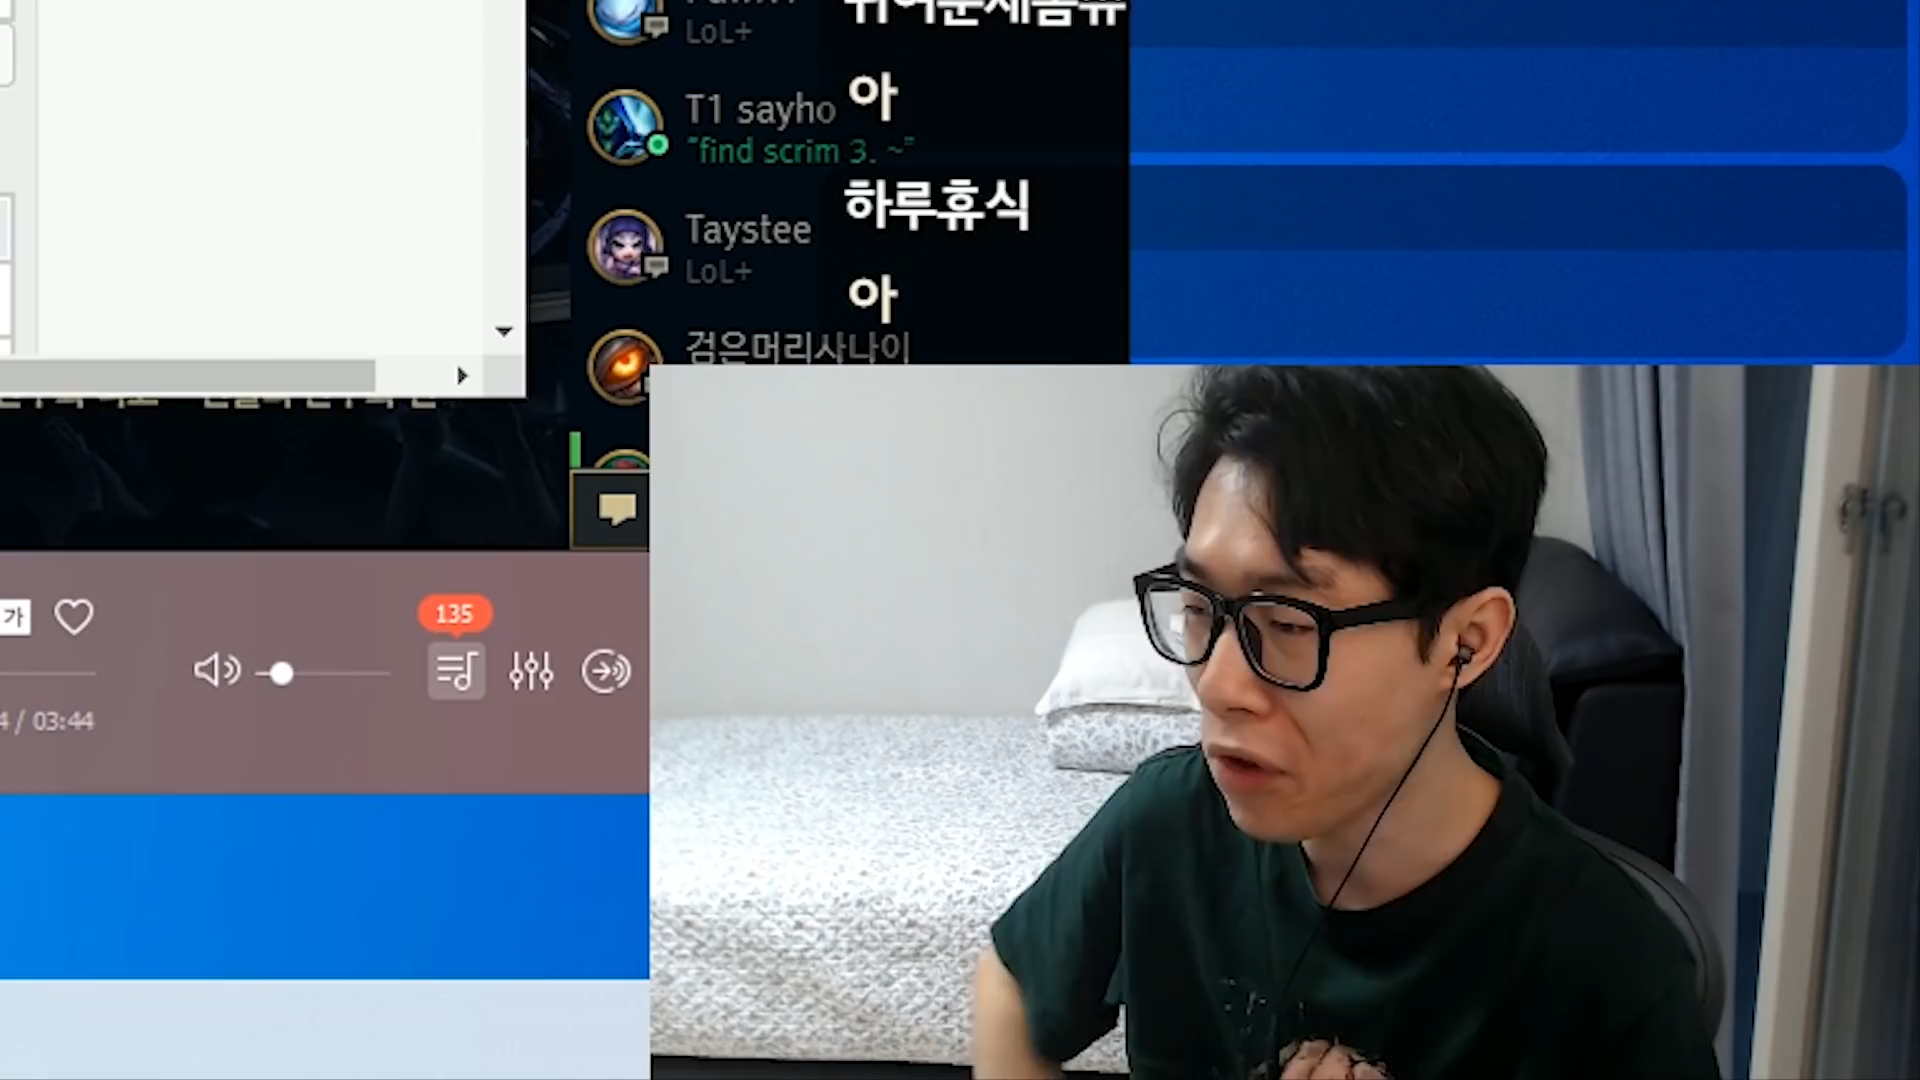 LoL+
아
T1 sayho
"find scrim 3. ~"
하루휴식
Taystee
LoL+
아
검은머리사나이
가
135
4 / 03:44